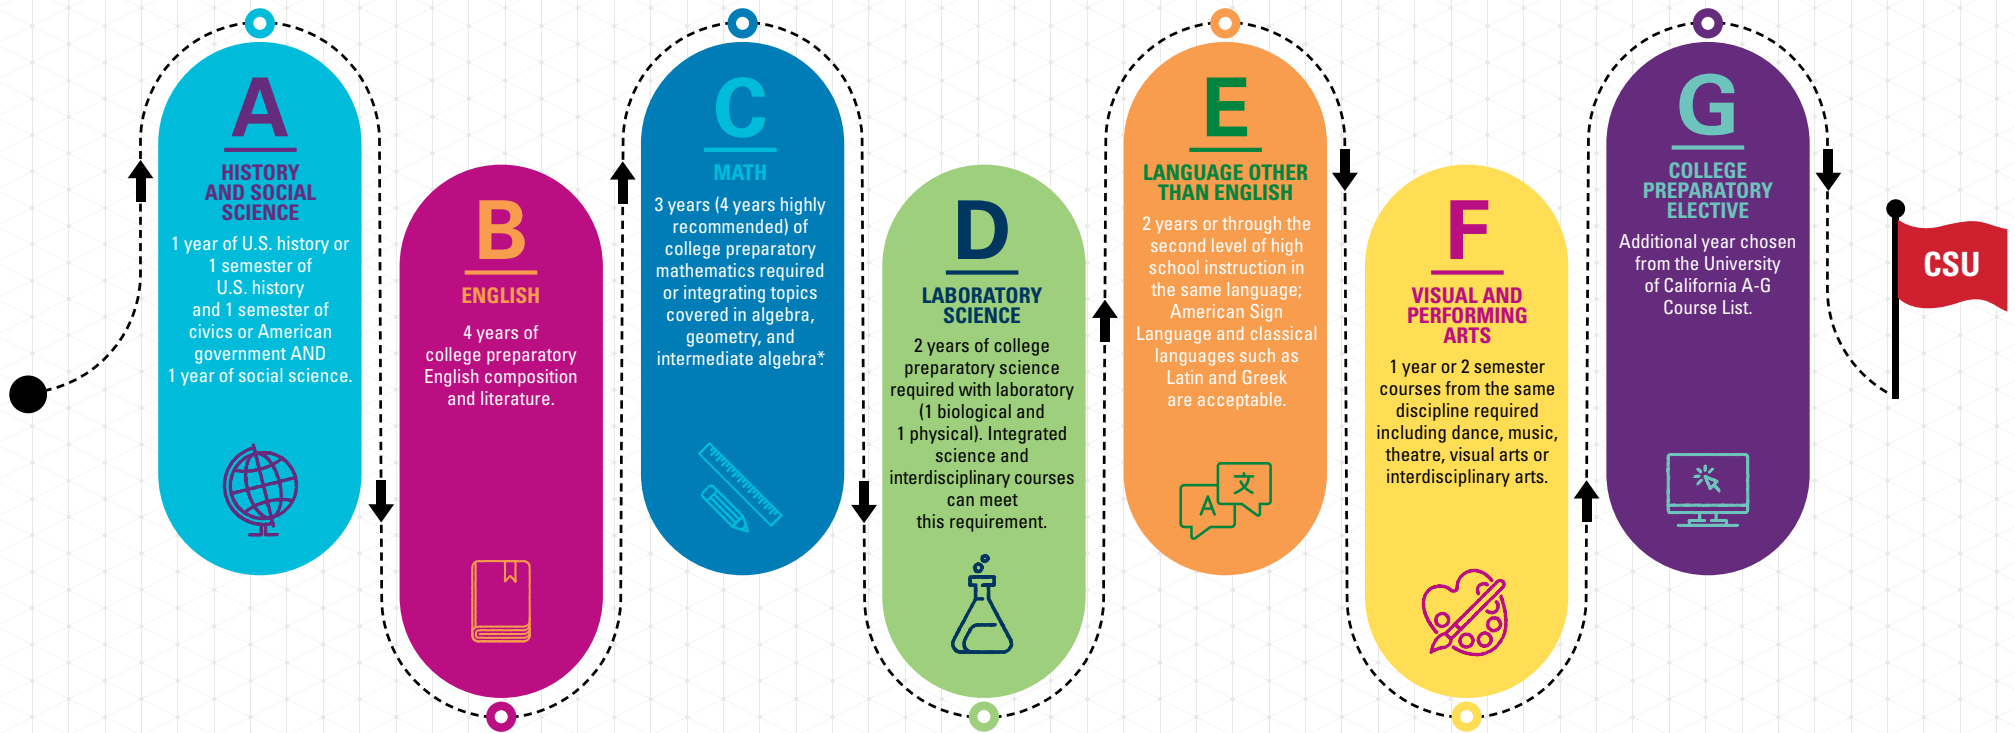 A
HISTORY
AND SOCIAL
SCIENCE
1 year of U.S. history or
1 semester of
U.S. history
and 1 semester of
civics or American
government AND
1 year of social science.
B
ENGLISH
4 years of
college preparatory
English composition
and literature.
C
MATH
3 years (4 years highly
recommended) of
college preparatory
mathematics required
or integrating topics
covered in algebra,
geometry, and
intermediate algebra*.
D
LABORATORY
SCIENCE
2 years of college
preparatory science
required with laboratory
(1 biological and
1 physical). Integrated
science and
interdisciplinary courses
can meet
this requirement.
E
LANGUAGE OTHER
THAN ENGLISH
2 years or through the
second level of high
school instruction in
the same language;
American Sign
Language and classical
languages such as
Latin and Greek
are acceptable.
A
文
F
VISUAL AND
PERFORMING
ARTS
1 year or 2 semester
courses from the same
discipline required
including dance, music,
theatre, visual arts or
interdisciplinary arts.
G
COLLEGE
PREPARATORY
ELECTIVE
Additional year chosen
from the University
of California A-G
Course List.
CSU